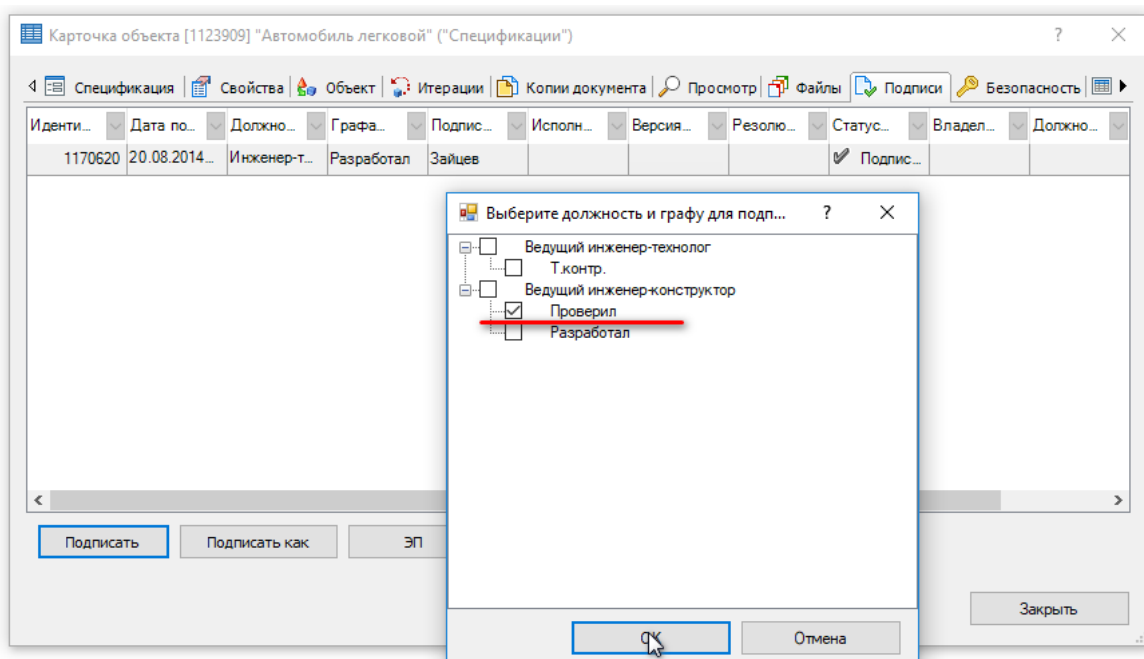 Карточка объекта [1123909] "Автомобиль легковой" ("Спецификации") ?
Спецификация Свойства Объект Итерации Копии документа Просмотр Файлы Подписи Безопасность
Иденти... Дата по... Должно... Графа... Подпис... Исполн... Версия... Резолю... Статус... Владел... Должно...
1170620 20.08.2014... Инженер-т... Разработал Зайцев Подпис...
Выберите должность и графу для подп... ?
Ведущий инженер-технолог
Т.контр.
Ведущий инженер-конструктор
Проверил
Разработал
Подписать Подписать как ЭП
Закрыть
ОК Отмена